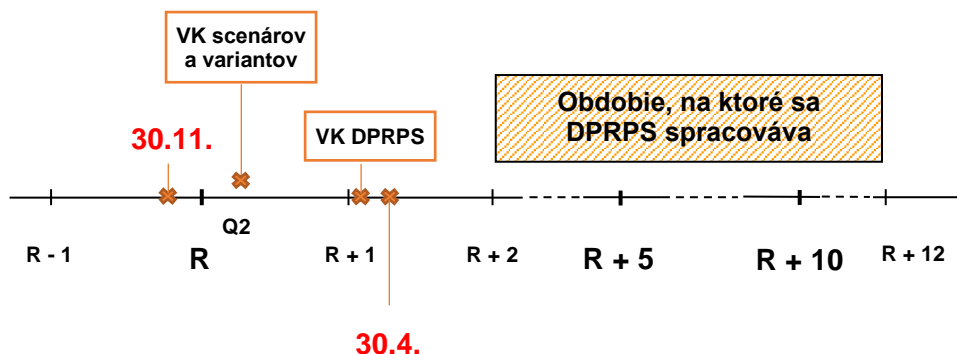 VK scenárov
a variantov
Obdobie, na ktoré sa
DPRPS spracováva
30.11.
VK DPRPS
Q2
R - 1
R
R + 1
R + 2
R + 5
R + 10
R + 12
30.4.